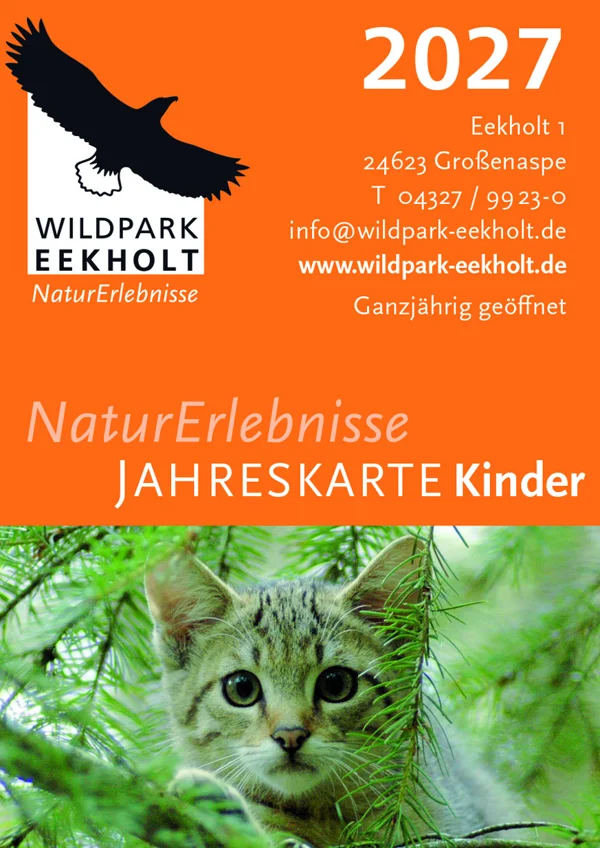 WILDPARK
EEKHOLT
NaturErlebnisse
2027
Eekholt 1
24623 Großenaspe
T 04327 / 99 23-0
info@wildpark-eekholt.de
www.wildpark-eekholt.de
Ganzjährig geöffnet
NaturErlebnisse
JAHRESKARTE Kinder